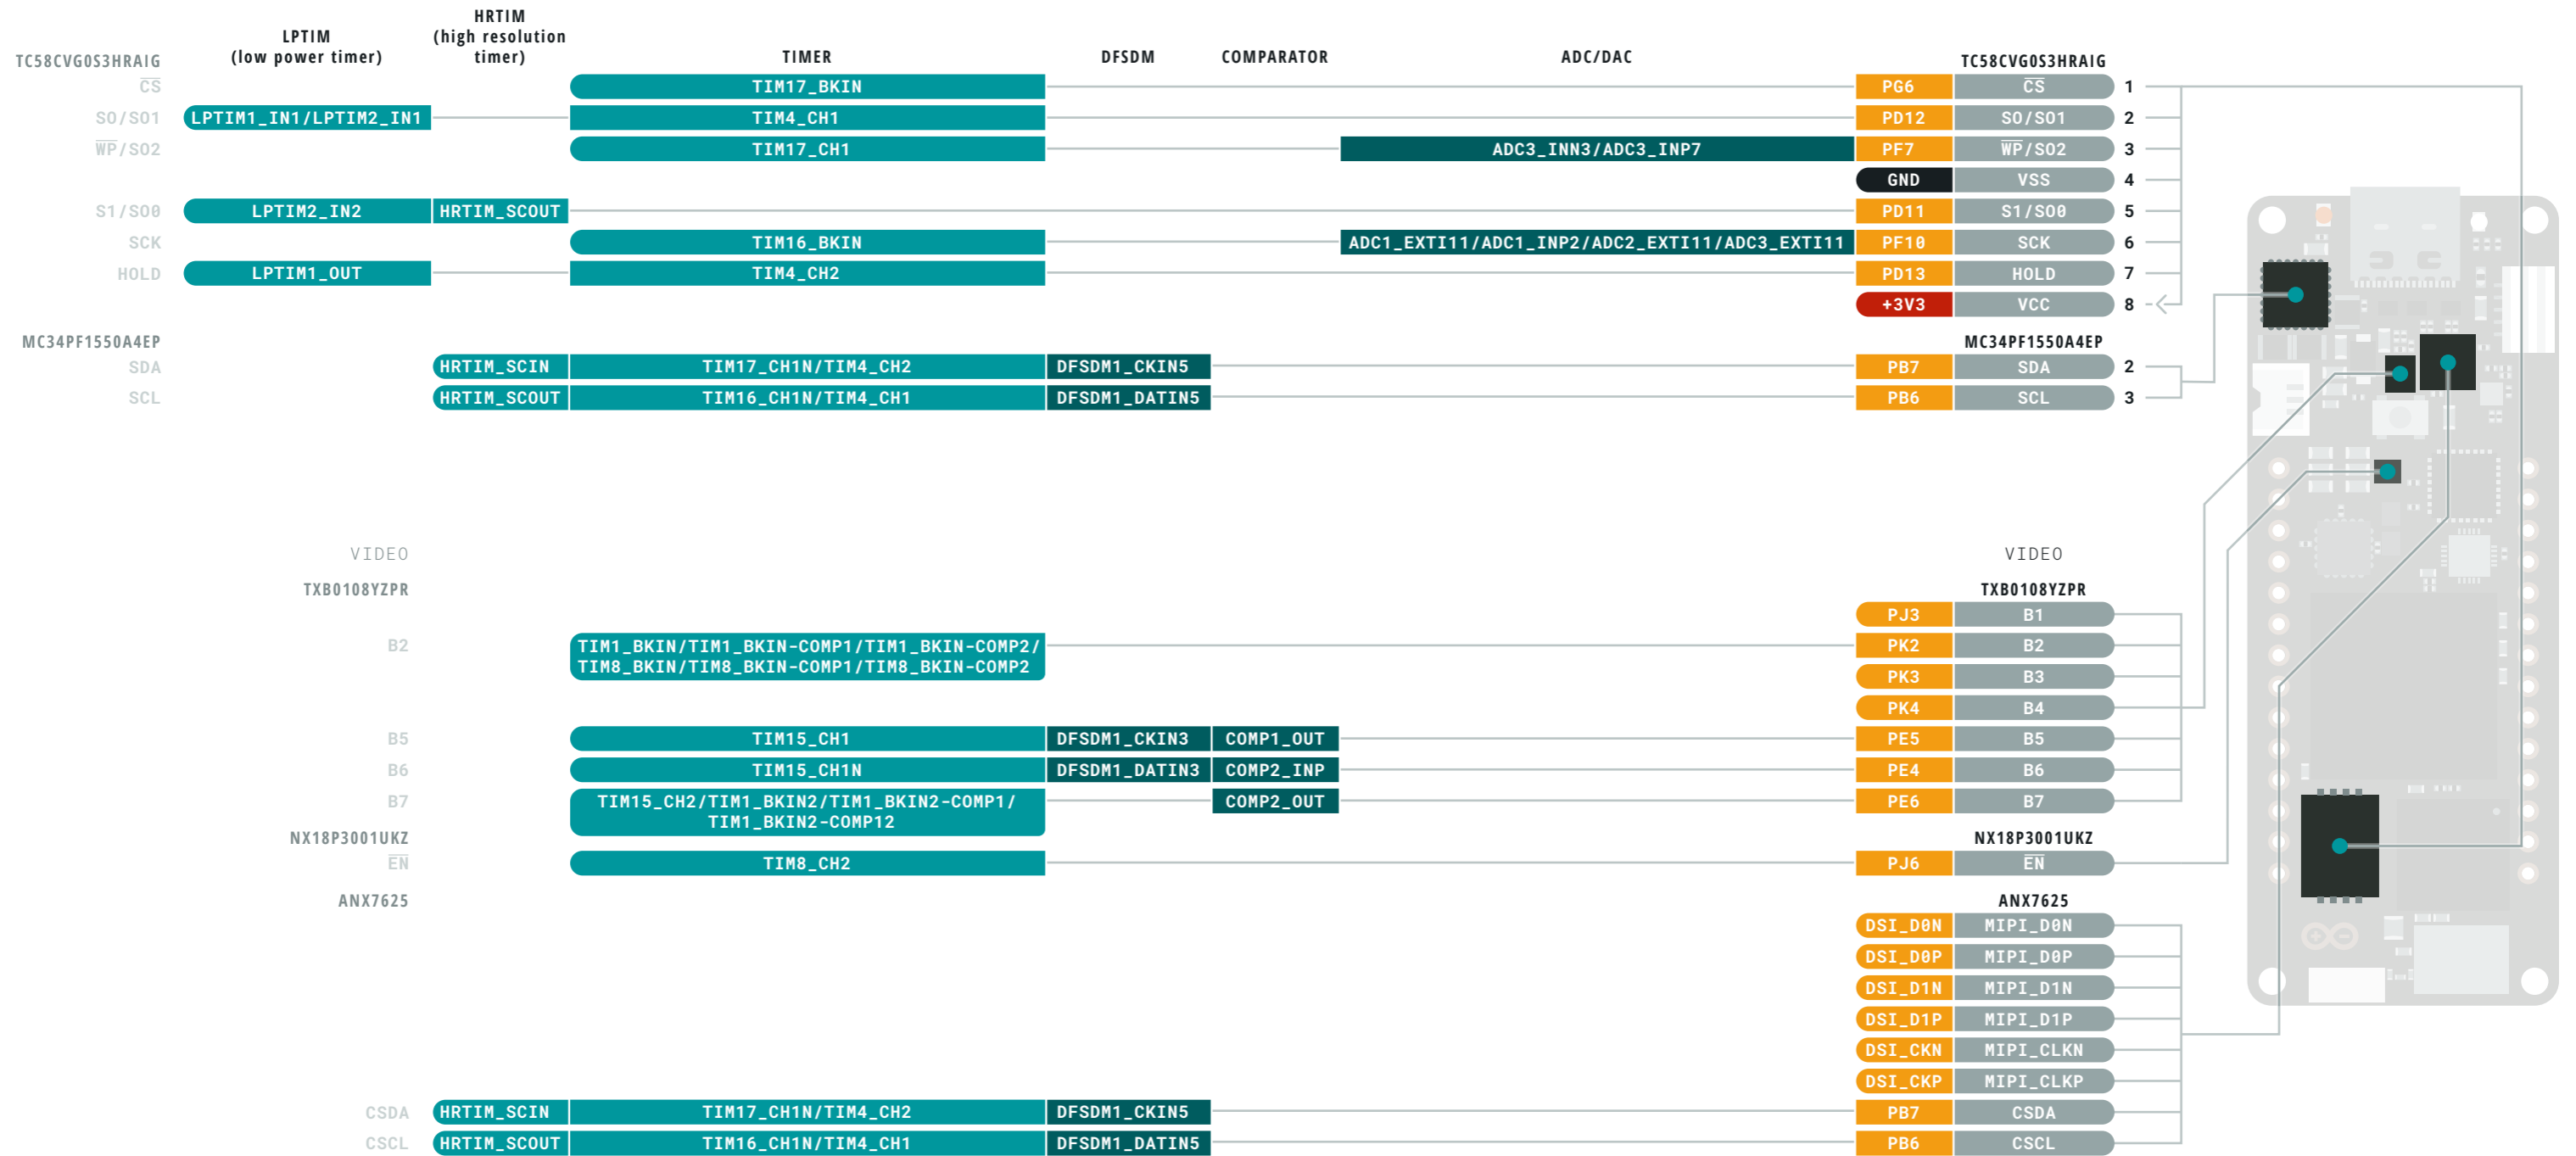 LPTIM
(low power timer)
HRTIM
(high resolution
timer)
TIMER
DFSDM
COMPARATOR
ADC/DAC
TC58CVG0S3HRAIG
TC58CVG0S3HRAIG
CS TIM17_BKIN PG6 CS 1
SO/SO1 LPTIM1_IN1/LPTIM2_IN1 TIM4_CH1 PD12 SO/SO1 2
WP/SO2 TIM17_CH1 ADC3_INN3/ADC3_INP7 PF7 WP/SO2 3
GND VSS 4
S1/SO0 LPTIM2_IN2 HRTIM_SCOUT PD11 S1/SO0 5
SCK TIM16_BKIN ADC1_EXTI11/ADC1_INP2/ADC2_EXTI11/ADC3_EXTI11 PF10 SCK 6
HOLD LPTIM1_OUT TIM4_CH2 PD13 HOLD 7
+3V3 VCC 8
MC34PF1550A4EP MC34PF1550A4EP
SDA HRTIM_SCIN TIM17_CH1N/TIM4_CH2 DFSDM1_CKIN5 PB7 SDA 2
SCL HRTIM_SCOUT TIM16_CH1N/TIM4_CH1 DFSDM1_DATIN5 PB6 SCL 3
VIDEO VIDEO
TXB0108YZPR TXB0108YZPR
PJ3 B1
B2 TIM1_BKIN/TIM1_BKIN-COMP1/TIM1_BKIN-COMP2/ PK2 B2
TIM8_BKIN/TIM8_BKIN-COMP1/TIM8_BKIN-COMP2
PK3 B3
PK4 B4
B5 TIM15_CH1 DFSDM1_CKIN3 COMP1_OUT PE5 B5
B6 TIM15_CH1N DFSDM1_DATIN3 COMP2_INP PE4 B6
B7 TIM15_CH2/TIM1_BKIN2/TIM1_BKIN2-COMP1/ COMP2_OUT PE6 B7
TIM1_BKIN2-COMP12
NX18P3001UKZ NX18P3001UKZ
EN TIM8_CH2 PJ6 EN
ANX7625 ANX7625
DSI_D0N MIPI_D0N
DSI_D0P MIPI_D0P
DSI_D1N MIPI_D1N
DSI_D1P MIPI_D1P
DSI_CKN MIPI_CLKN
DSI_CKP MIPI_CLKP
CSDA HRTIM_SCIN TIM17_CH1N/TIM4_CH2 DFSDM1_CKIN5 PB7 CSDA
CSCL HRTIM_SCOUT TIM16_CH1N/TIM4_CH1 DFSDM1_DATIN5 PB6 CSCL